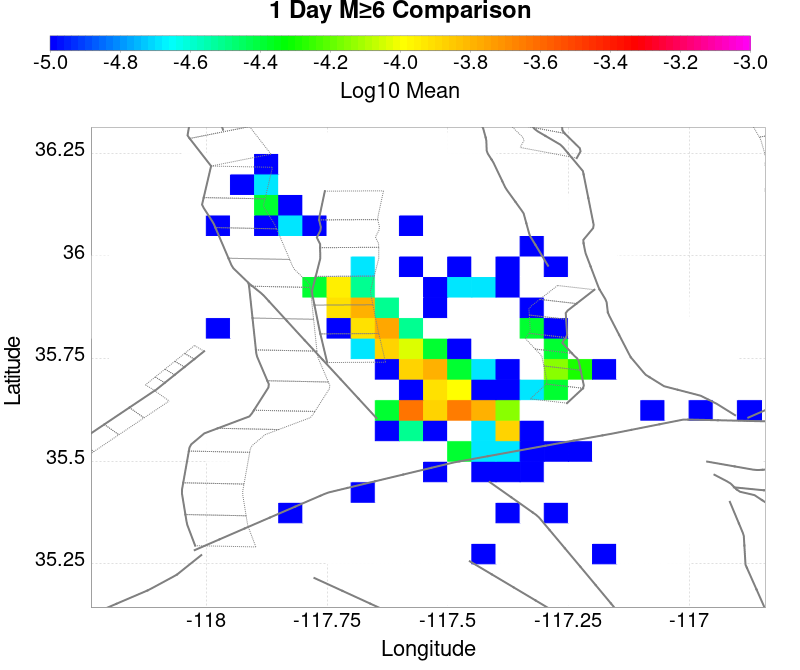 1 Day M≥6 Comparison
-5.0 -4.8 -4.6 -4.4 -4.2 -4.0 -3.8 -3.6 -3.4 -3.2 -3.0
Log10 Mean
36.25
36
35.75
35.5
35.25
Latitude
-118 -117.75 -117.5 -117.25 -117
Longitude